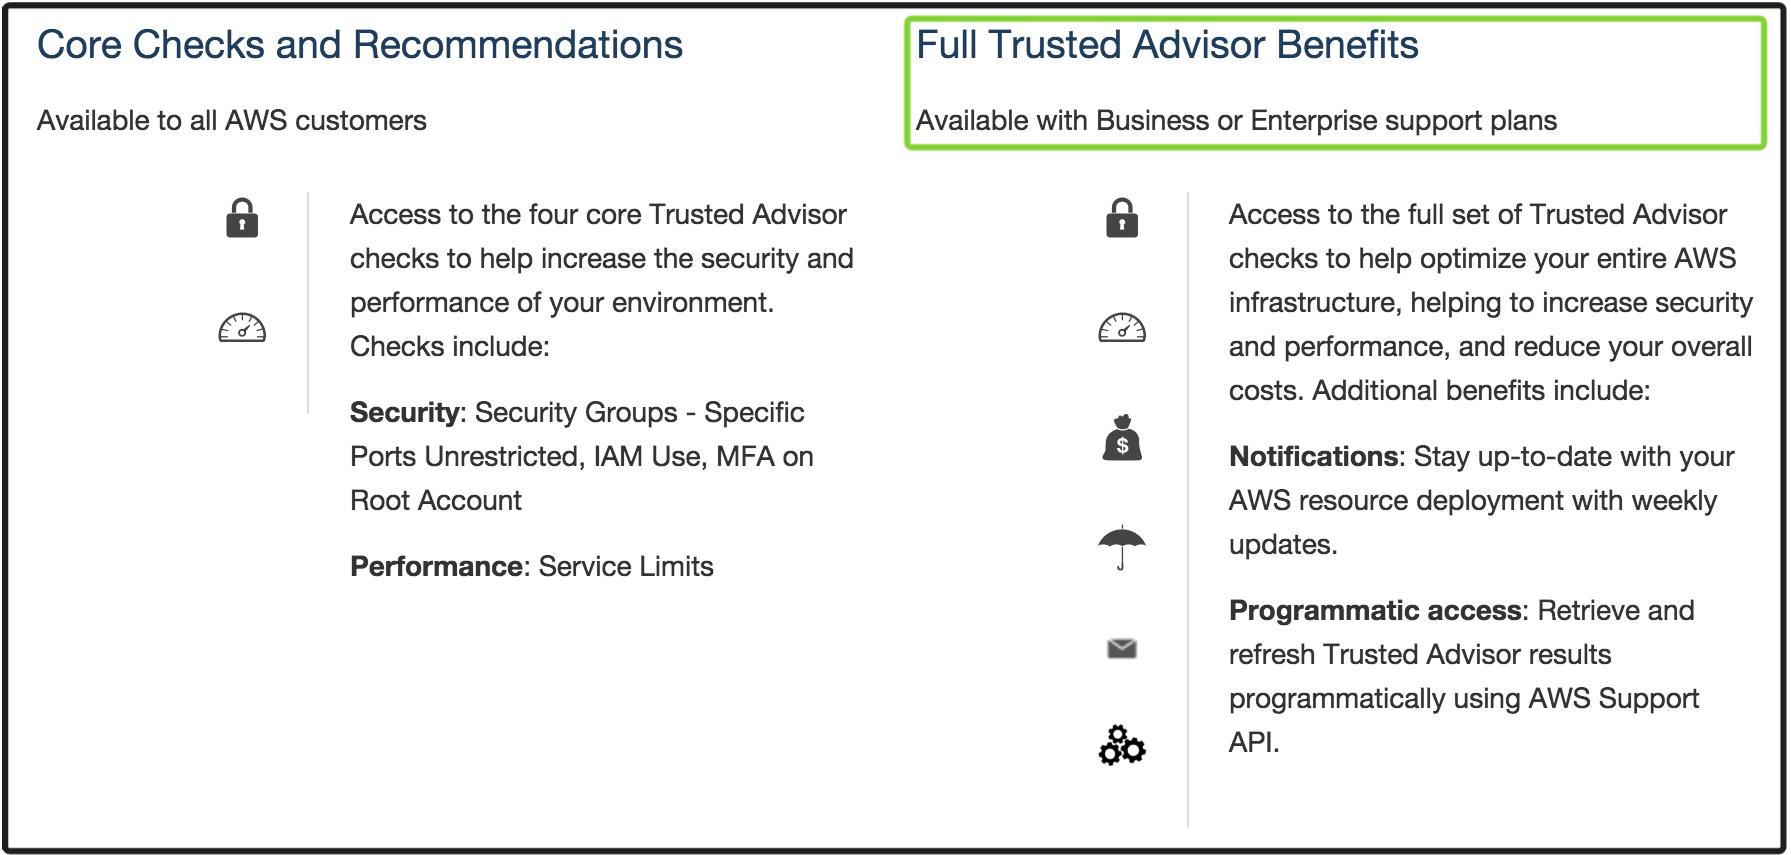 Core Checks and Recommendations
Available to all AWS customers
Access to the four core Trusted Advisor
checks to help increase the security and
performance of your environment.
Checks include:
Security: Security Groups - Specific
Ports Unrestricted, IAM Use, MFA on
Root Account
Performance: Service Limits
Full Trusted Advisor Benefits
Available with Business or Enterprise support plans
$
Access to the full set of Trusted Advisor
checks to help optimize your entire AWS
infrastructure, helping to increase security
and performance, and reduce your overall
costs. Additional benefits include:
Notifications: Stay up-to-date with your
AWS resource deployment with weekly
updates.
Programmatic access: Retrieve and
refresh Trusted Advisor results
programmatically using AWS Support
API.